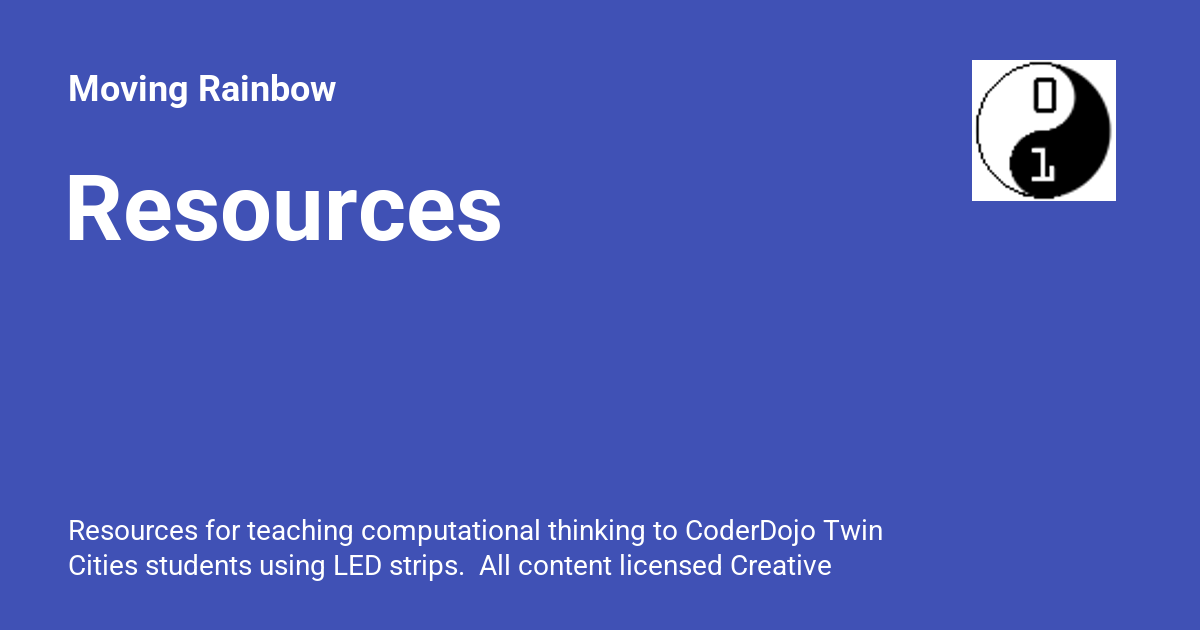 Moving Rainbow
0
1
Resources
Resources for teaching computational thinking to CoderDojo Twin
Cities students using LED strips.  All content licensed Creative